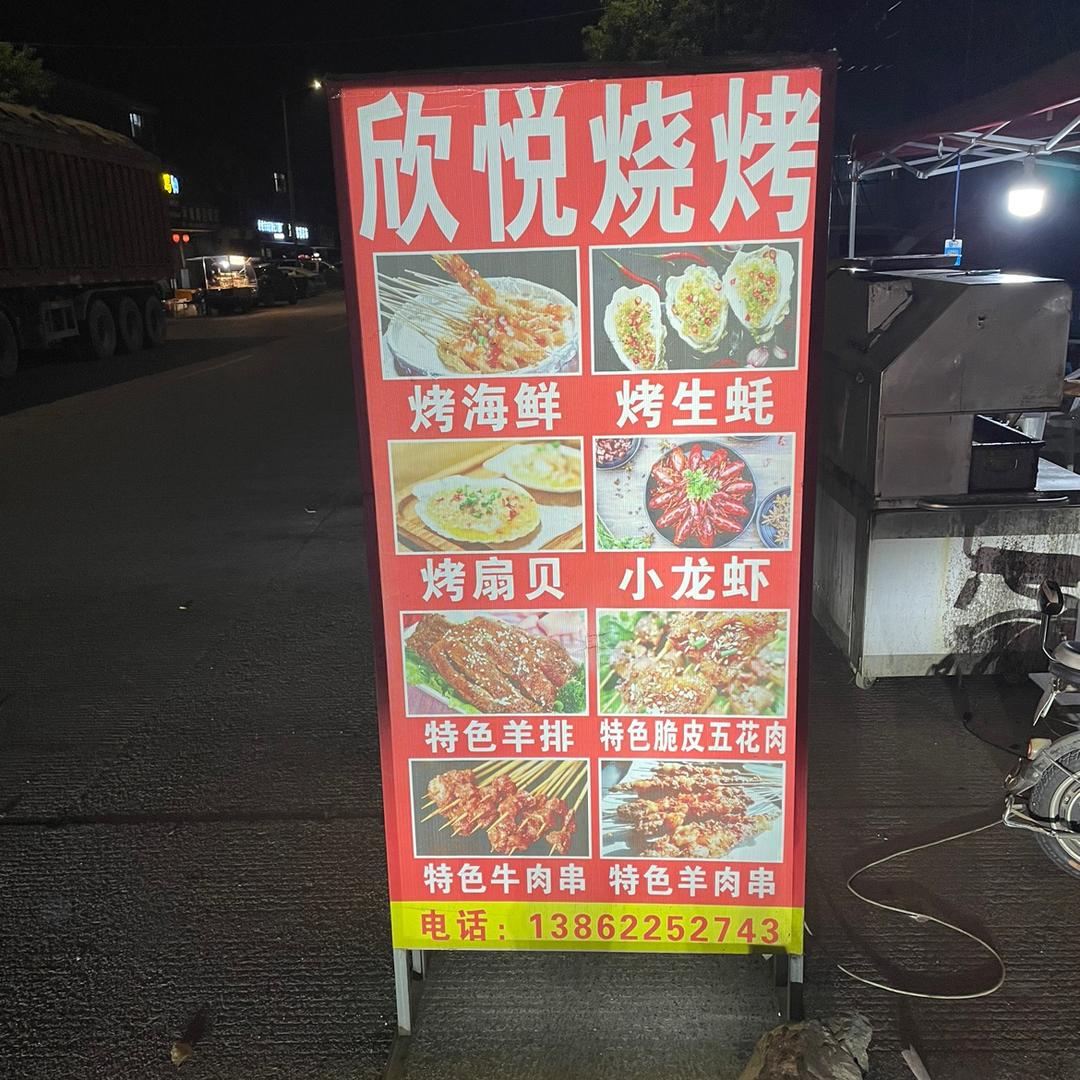 欣悦烧烤
烤海鲜 烤生蚝
烤扇贝 小龙虾
特色羊排 特色脆皮五花肉
特色牛肉串 特色羊肉串
电话：13862252743